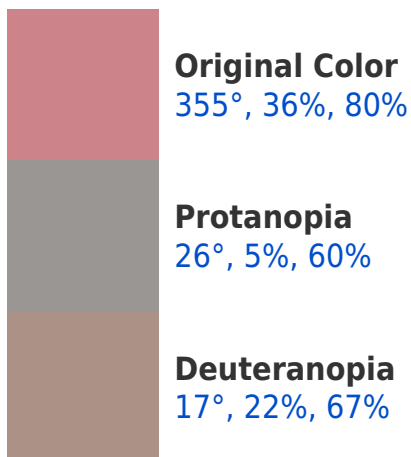 Original Color
355°, 36%, 80%
Protanopia
26°, 5%, 60%
Deuteranopia
17°, 22%, 67%